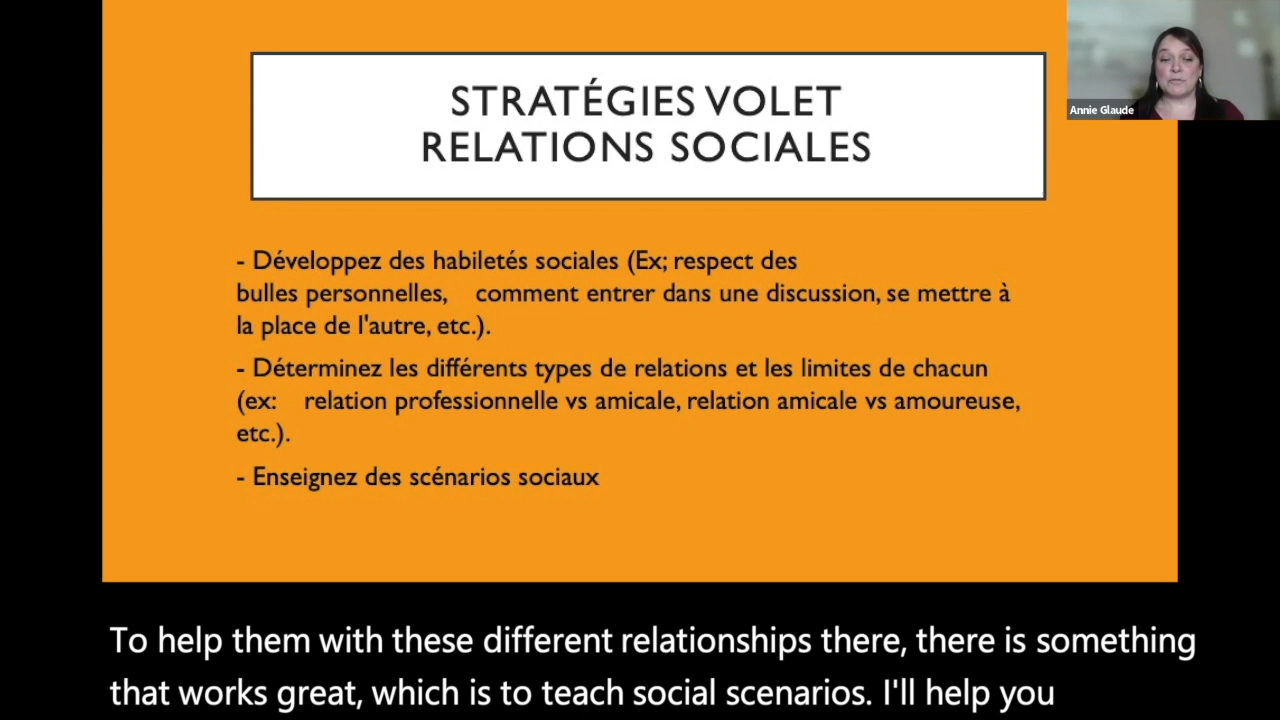 STRATÉGIES VOLET
RELATIONS SOCIALES
Annie Glaude
- Développez des habiletés sociales (Ex; respect des
bulles personnelles, comment entrer dans une discussion, se mettre à
la place de l'autre, etc.).
- Déterminez les différents types de relations et les limites de chacun
(ex: relation professionnelle vs amicale, relation amicale vs amoureuse,
etc.).
- Enseignez des scénarios sociaux
To help them with these different relationships there, there is something
that works great, which is to teach social scenarios. I'll help you